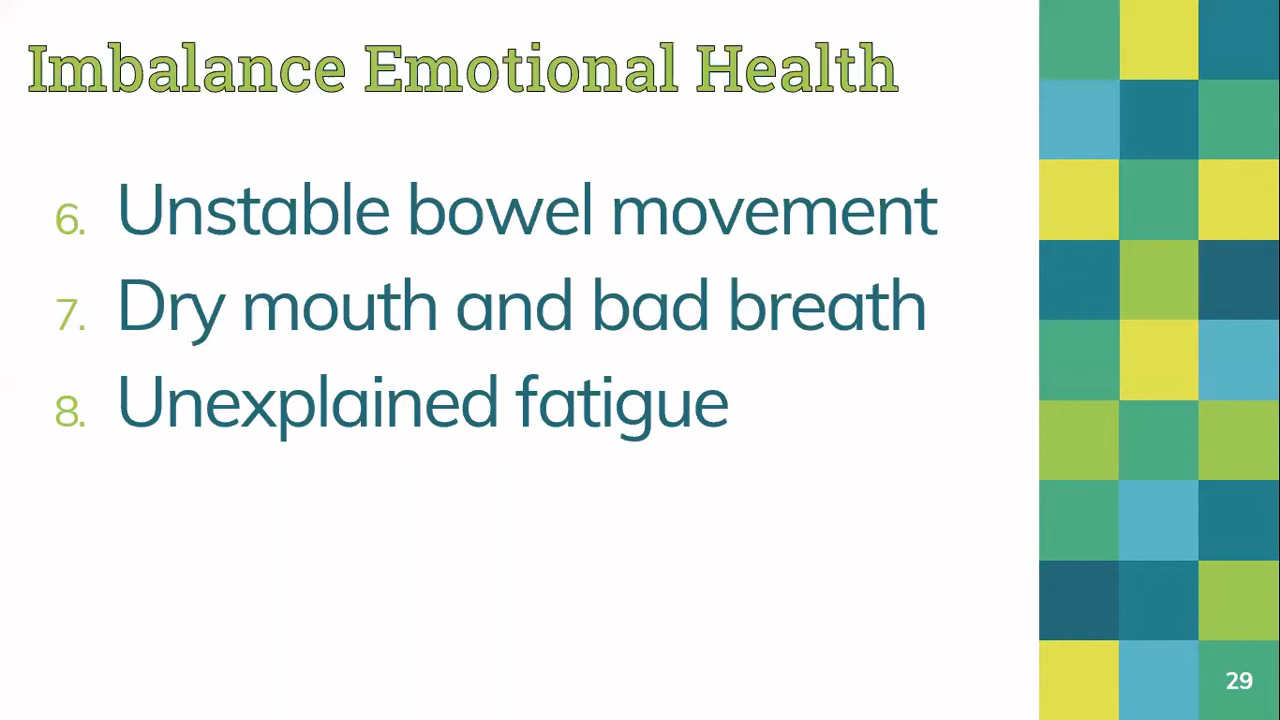 Imbalance Emotional Health
6. Unstable bowel movement
7. Dry mouth and bad breath
8. Unexplained fatigue
29